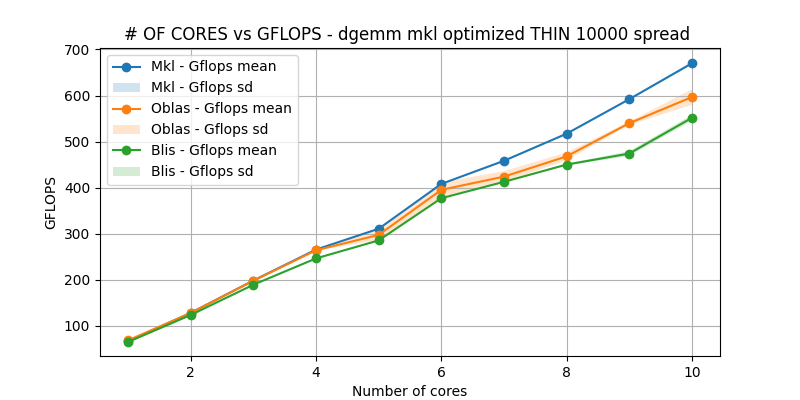 # OF CORES vs GFLOPS - dgemm mkl optimized THIN 10000 spread
Mkl - Gflops mean
Mkl - Gflops sd
Oblas - Gflops mean
Oblas - Gflops sd
Blis - Gflops mean
Blis - Gflops sd
GFLOPS
700
600
500
400
300
200
100
2 4 6 8 10
Number of cores